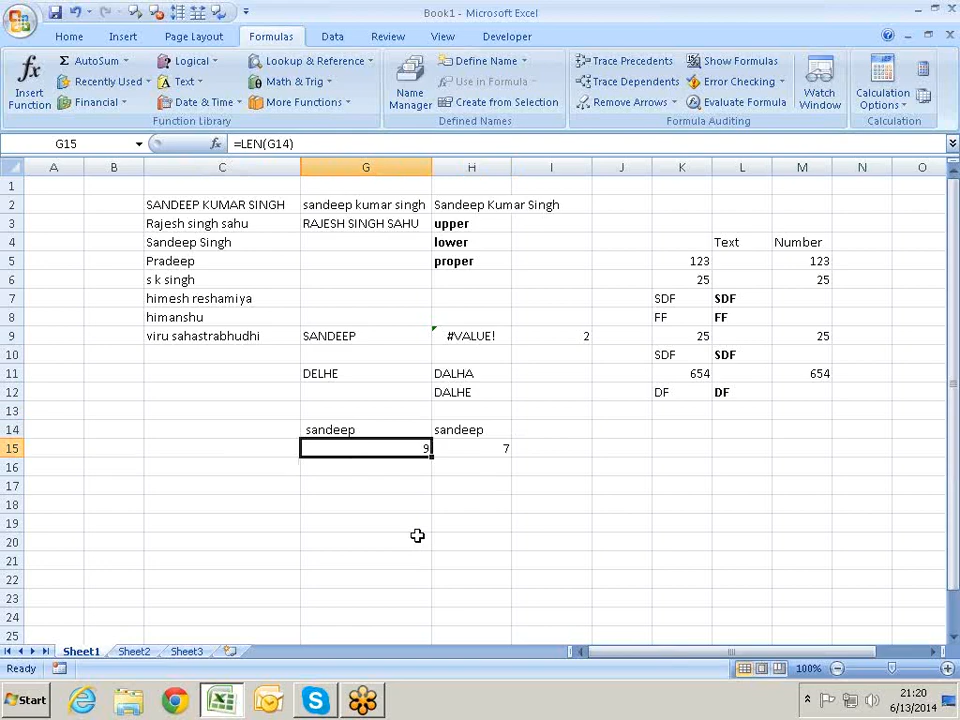 Book1 - Microsoft Excel
Home Insert Page Layout Formulas Data Review View Developer
Insert Function
AutoSum
Recently Used
Financial
Logical
Text
Date & Time
Lookup & Reference
Math & Trig
More Functions
Function Library
Name Manager
Define Name
Use in Formula
Create from Selection
Defined Names
Trace Precedents
Trace Dependents
Remove Arrows
Show Formulas
Error Checking
Evaluate Formula
Formula Auditing
Watch Window
Calculation Options
Calculation
G15 fx =LEN(G14)
A B C G H I J K L M N O
1
2 SANDEEP KUMAR SINGH sandeep kumar singh Sandeep Kumar Singh
3 Rajesh singh sahu RAJESH SINGH SAHU upper
4 Sandeep Singh lower Text Number
5 Pradeep proper 123 123
6 s k singh 25 25
7 himesh reshamiya SDF SDF
8 himanshu FF FF
9 viru sahastrabhudhi SANDEEP #VALUE! 2 25 25
10 SDF SDF
11 DELHE DALHA 654 654
12 DALHE DF DF
13
14 sandeep sandeep
15 9 7
16
17
18
19
20
21
22
23
24
25
Sheet1 Sheet2 Sheet3
Ready 100%
Start 21:20
6/13/2014